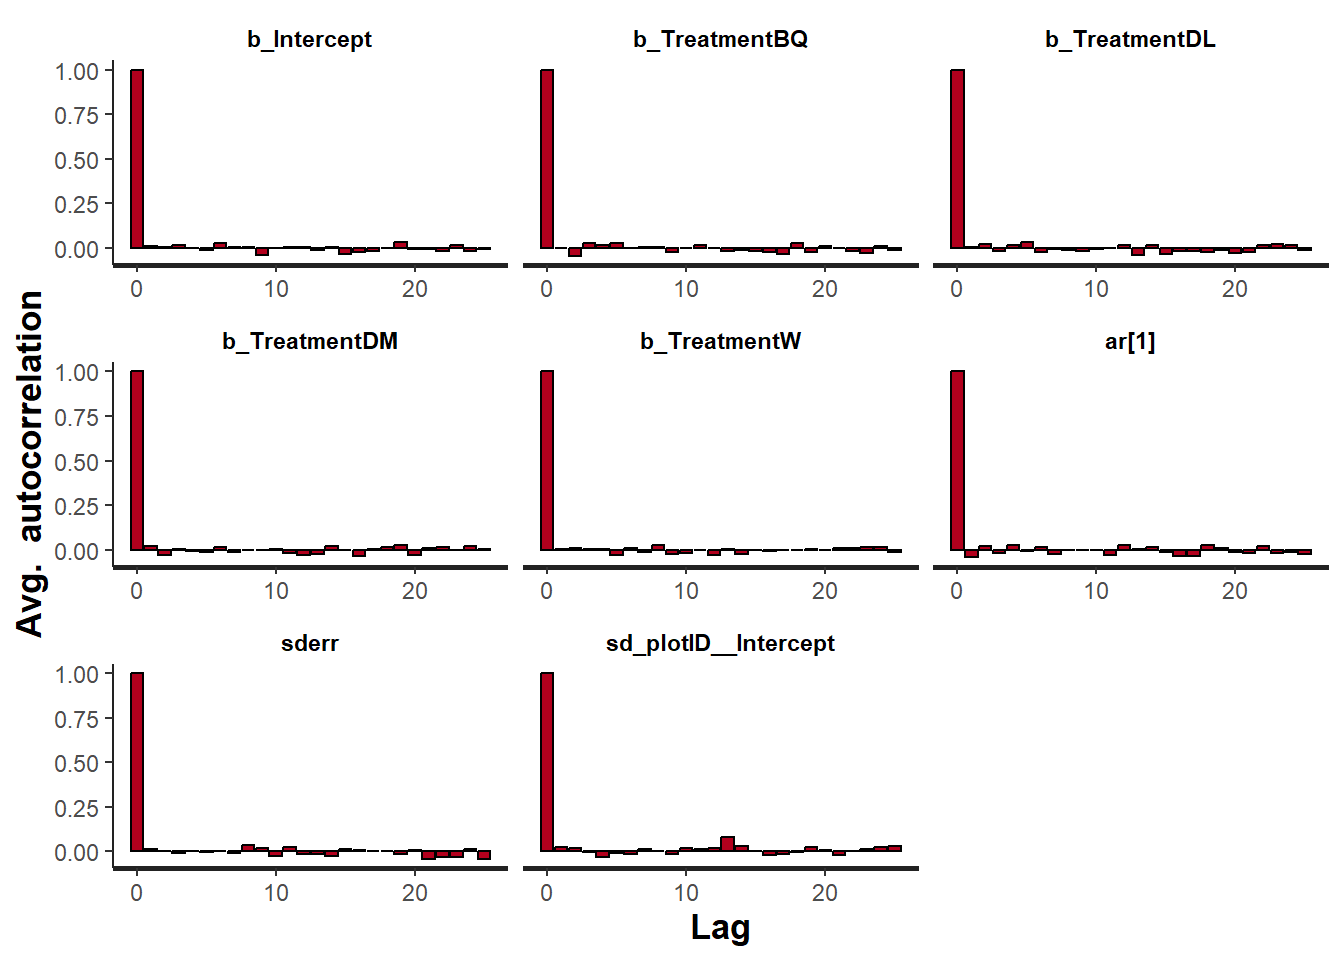 b_Intercept
b_TreatmentBQ
b_TreatmentDL
1.00
0.75
0.50
0.25
0.00
0 10 20
0 10 20
0 10 20
b_TreatmentDM
b_TreatmentW
ar[1]
1.00
0.75
0.50
0.25
0.00
0 10 20
0 10 20
0 10 20
sderr
sd_plotID__Intercept
1.00
0.75
0.50
0.25
0.00
0 10 20
0 10 20
Avg. autocorrelation
Lag